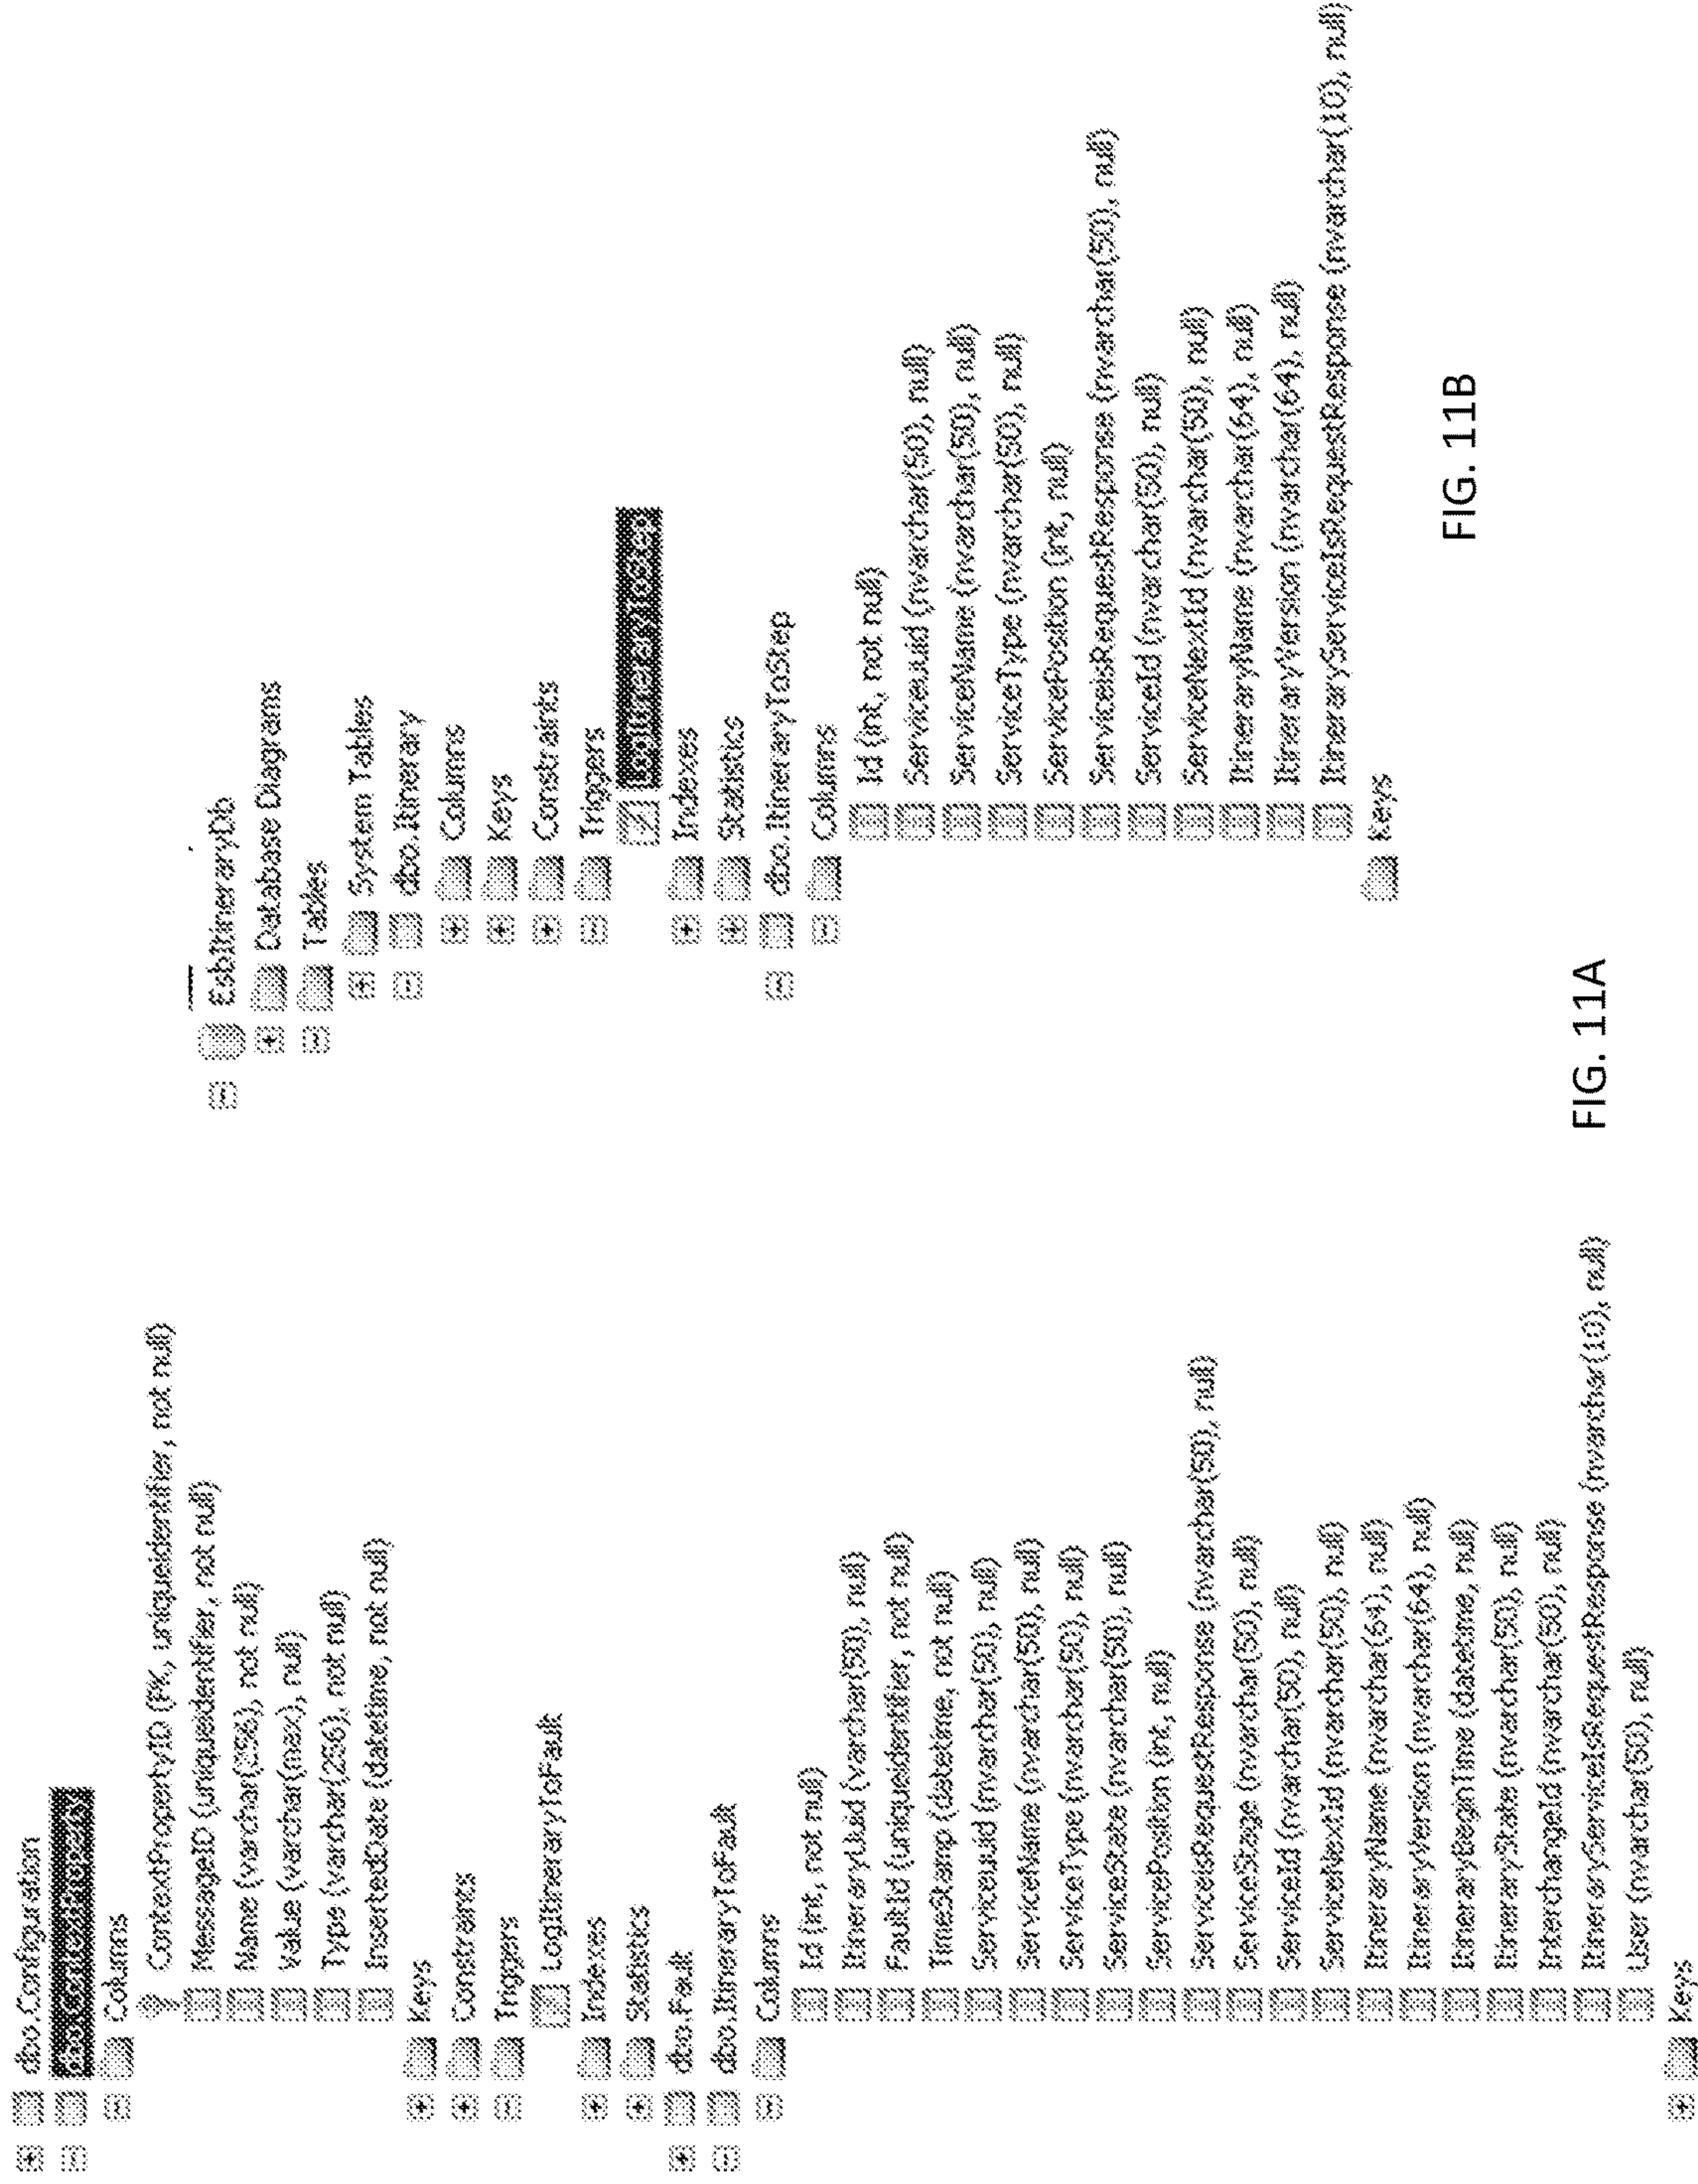 dbo.Configuration
dbo.ContextProperty
Columns
ContextPropertyID (PK, uniqueidentifier, not null)
MessageID (uniqueidentifier, not null)
Name (varchar(256), not null)
Value (varchar(max), null)
Type (varchar(256), not null)
InsertedDate (datetime, not null)
Keys
Constraints
Triggers
LogItineraryToFault
Indexes
Statistics
dbo.Fault
dbo.ItineraryToFault
Columns
Id (int, not null)
ItineraryUuid (varchar(50), null)
FaultId (uniqueidentifier, not null)
TimeStamp (datetime, not null)
Serviceuuid (nvarchar(50), null)
ServiceName (nvarchar(50), null)
ServiceType (nvarchar(50), null)
ServiceState (nvarchar(50), null)
ServicePosition (int, null)
ServiceisRequestResponse (nvarchar(50), null)
ServiceStage (nvarchar(50), null)
ServiceId (nvarchar(50), null)
ServiceNextId (nvarchar(50), null)
ItineraryName (nvarchar(64), null)
ItineraryVersion (nvarchar(64), null)
ItineraryBeginTime (datetime, null)
ItineraryState (nvarchar(50), null)
InterchangeId (nvarchar(50), null)
ItineraryServiceIsRequestResponse (nvarchar(10), null)
User (nvarchar(50), null)
Keys
FIG. 11A
EsbItineraryDb
Database Diagrams
Tables
System Tables
dbo.Itinerary
Columns
Keys
Constraints
Triggers
LogItineraryToStep
Indexes
Statistics
dbo.ItineraryToStep
Columns
Id (int, not null)
Serviceuuid (nvarchar(50), null)
ServiceName (nvarchar(50), null)
ServiceType (nvarchar(50), null)
ServicePosition (int, null)
ServiceisRequestResponse (nvarchar(50), null)
ServiceId (nvarchar(50), null)
ServiceNextId (nvarchar(50), null)
ItineraryName (nvarchar(64), null)
ItineraryVersion (nvarchar(64), null)
ItineraryServiceIsRequestResponse (nvarchar(10), null)
Keys
FIG. 11B